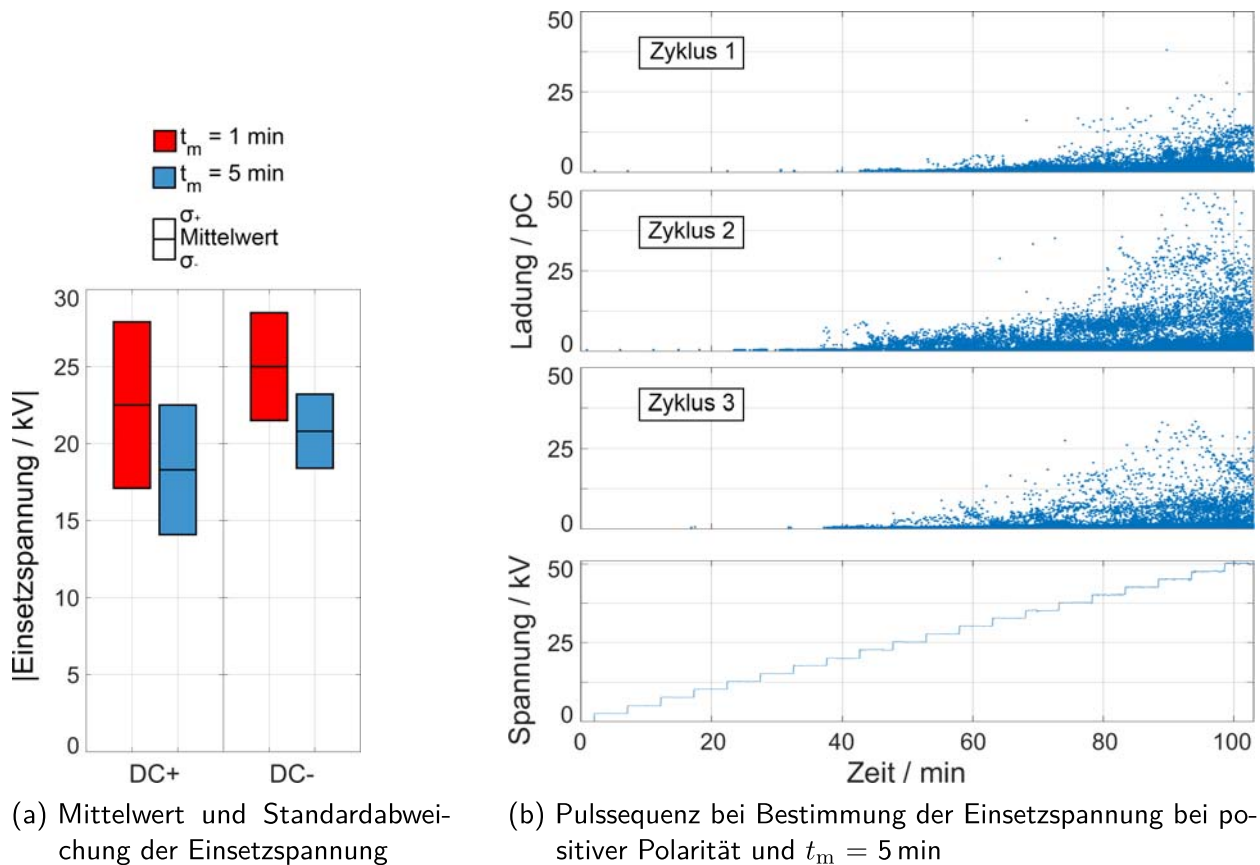 t_m = 1 min
t_m = 5 min
σ₊
Mittelwert
σ₋
|Einsetzspannung / kV|
30
25
20
15
10
5
0
DC+
DC-
(a) Mittelwert und Standardabwei-
chung der Einsetzspannung
Ladung / pC
50
25
0
Zyklus 1
50
25
0
Zyklus 2
50
25
0
Zyklus 3
Spannung / kV
50
25
0
0 20 40 60 80 100
Zeit / min
(b) Pulssequenz bei Bestimmung der Einsetzspannung bei po-
sitiver Polarität und t_m = 5 min